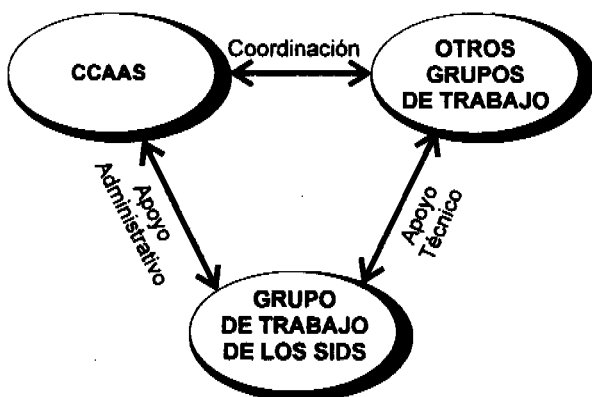 CCAAS
Coordinación
OTROS
GRUPOS
DE TRABAJO
Apoyo
Administrativo
Apoyo
Técnico
GRUPO
DE TRABAJO
DE LOS SIDS